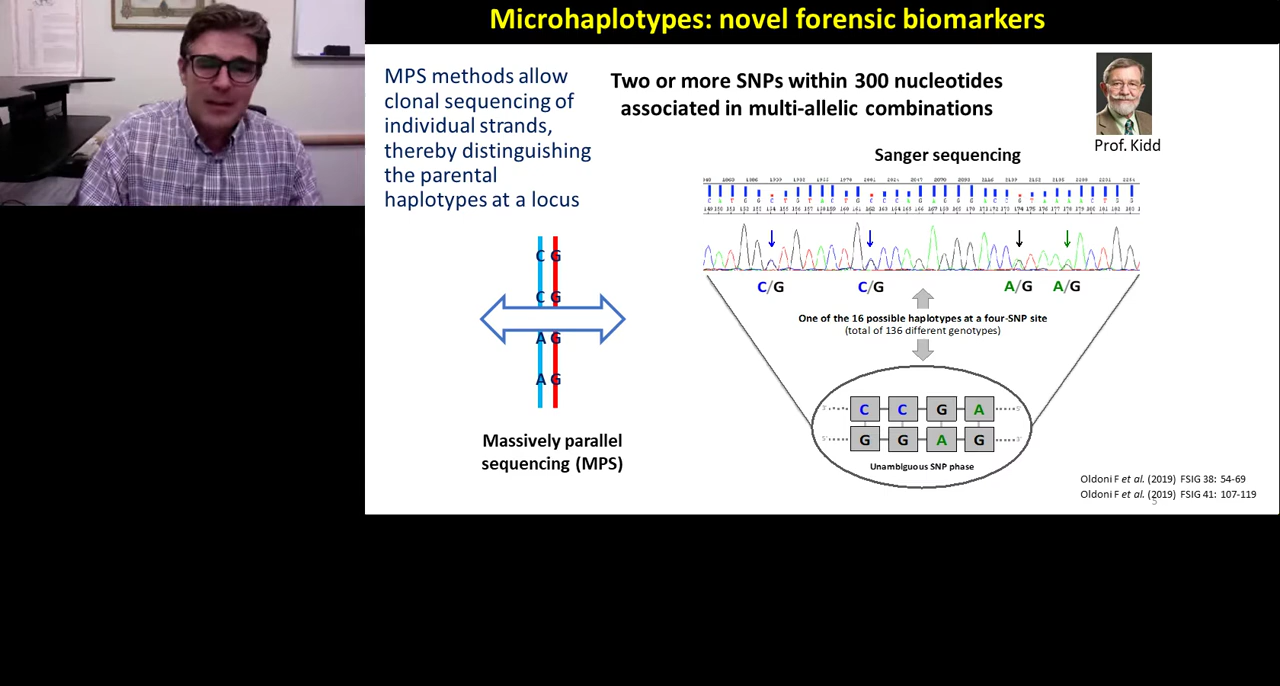 Microhaplotypes: novel forensic biomarkers
MPS methods allow
clonal sequencing of
individual strands,
thereby distinguishing
the parental
haplotypes at a locus
Two or more SNPs within 300 nucleotides
associated in multi-allelic combinations
Prof. Kidd
Sanger sequencing
C/G
C/G
A/G
A/G
One of the 16 possible haplotypes at a four-SNP site
(total of 136 different genotypes)
C G
C G
A G
A G
Massively parallel
sequencing (MPS)
C C G A
G G A G
Unambiguous SNP phase
Oldoni F et al. (2019) FSIG 38: 54-69
Oldoni F et al. (2019) FSIG 41: 107-119
5